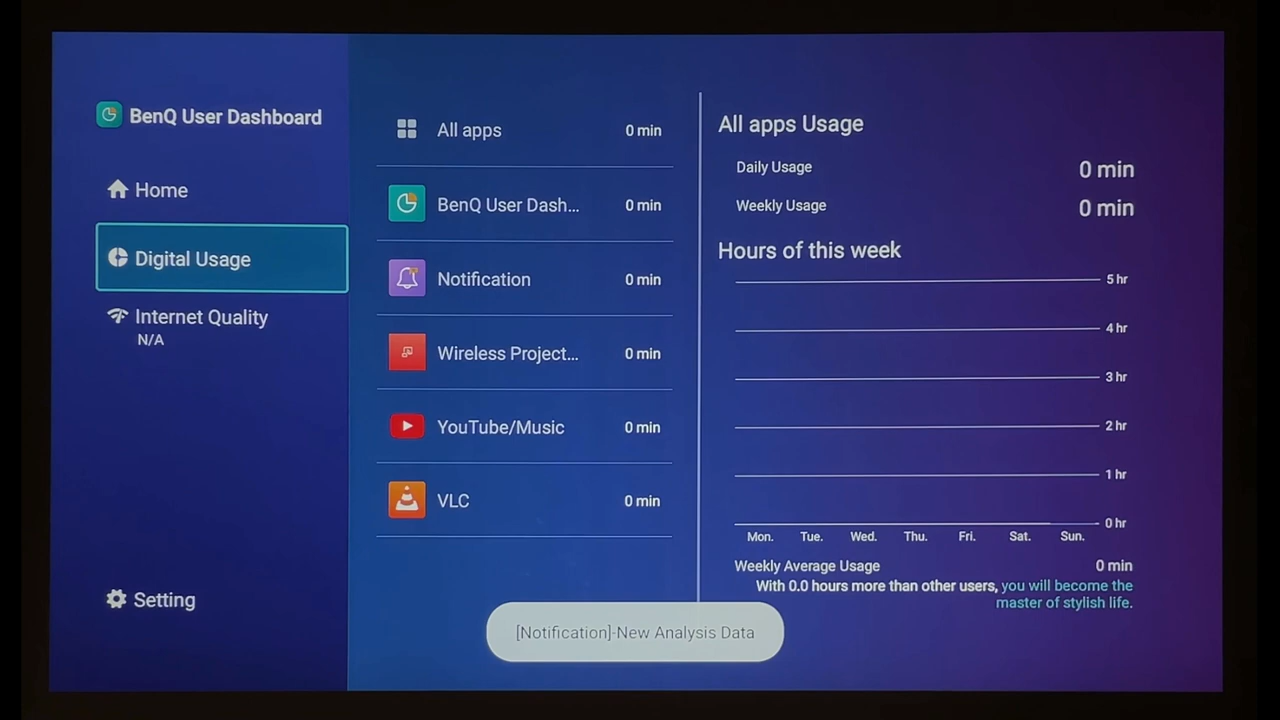 BenQ User Dashboard
Home
Digital Usage
Internet Quality
N/A
Setting
All apps 0 min
BenQ User Dash... 0 min
Notification 0 min
Wireless Project... 0 min
YouTube/Music 0 min
VLC 0 min
All apps Usage
Daily Usage 0 min
Weekly Usage 0 min
Hours of this week
5 hr
4 hr
3 hr
2 hr
1 hr
0 hr
Mon. Tue. Wed. Thu. Fri. Sat. Sun.
Weekly Average Usage 0 min
With 0.0 hours more than other users, you will become the
master of stylish life.
[Notification]-New Analysis Data